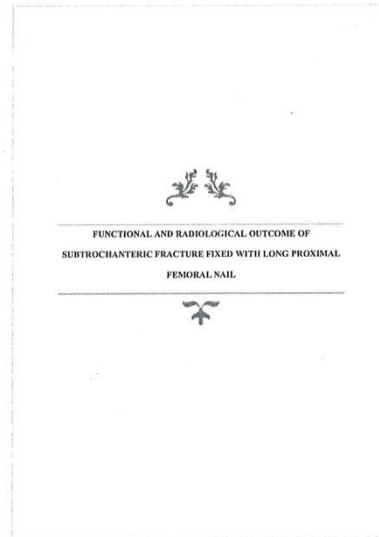 FUNCTIONAL AND RADIOLOGICAL OUTCOME OF
SUBTROCHANTERIC FRACTURE FIXED WITH LONG PROXIMAL
FEMORAL NAIL